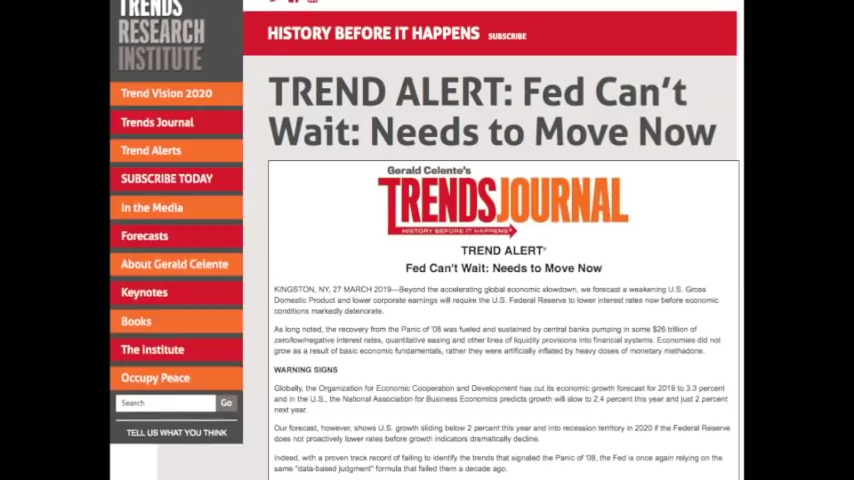 TRENDS
RESEARCH
INSTITUTE
Trend Vision 2020
Trends Journal
Trend Alerts
SUBSCRIBE TODAY
In the Media
Forecasts
About Gerald Celente
Keynotes
Books
The Institute
Occupy Peace
Search Go
TELL US WHAT YOU THINK
HISTORY BEFORE IT HAPPENS SUBSCRIBE
TREND ALERT: Fed Can't
Wait: Needs to Move Now
Gerald Celente's
TRENDSJOURNAL
HISTORY BEFORE IT HAPPENS
TREND ALERT®
Fed Can't Wait: Needs to Move Now
KINGSTON, NY, 27 MARCH 2019—Beyond the accelerating global economic slowdown, we forecast a weakening U.S. Gross
Domestic Product and lower corporate earnings will require the U.S. Federal Reserve to lower interest rates now before economic
conditions markedly deteriorate.
As long noted, the recovery from the Panic of '08 was fueled and sustained by central banks pumping in some $26 trillion of
zero/low/negative interest rates, quantitative easing and other lines of liquidity provisions into financial systems. Economies did not
grow as a result of basic economic fundamentals, rather they were artificially inflated by heavy doses of monetary methadone.
WARNING SIGNS
Globally, the Organization for Economic Cooperation and Development has cut its economic growth forecast for 2019 to 3.3 percent
and in the U.S., the National Association for Business Economics predicts growth will slow to 2.4 percent this year and just 2 percent
next year.
Our forecast, however, shows U.S. growth sliding below 2 percent this year and into recession territory in 2020 if the Federal Reserve
does not proactively lower rates before growth indicators dramatically decline.
Indeed, with a proven track record of failing to identify the trends that signaled the Panic of '08, the Fed is once again relying on the
same "data-based judgment" formula that failed them a decade ago.